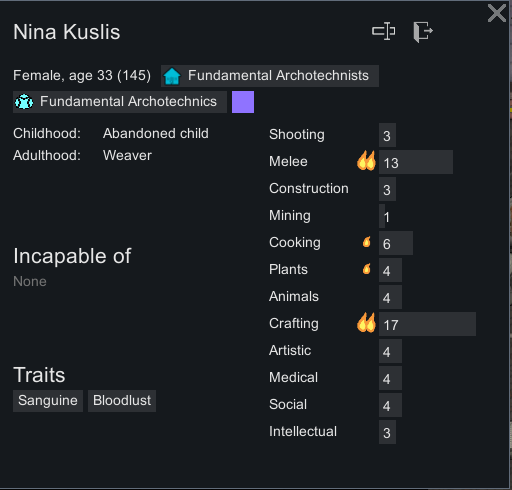 Nina Kuslis
Female, age 33 (145) Fundamental Archotechnists
Fundamental Archotechnics
Childhood: Abandoned child
Adulthood: Weaver
Incapable of
None
Traits
Sanguine Bloodlust
Shooting 3
Melee 13
Construction 3
Mining 1
Cooking 6
Plants 4
Animals 4
Crafting 17
Artistic 4
Medical 4
Social 4
Intellectual 3